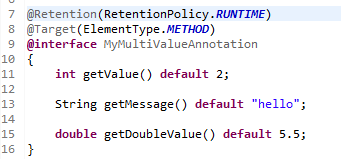 7 @Retention(RetentionPolicy.RUNTIME)
8 @Target(ElementType.METHOD)
9 @interface MyMultiValueAnnotation
10 {
11 int getValue() default 2;
12
13 String getMessage() default "hello";
14
15 double getDoubleValue() default 5.5;
16 }